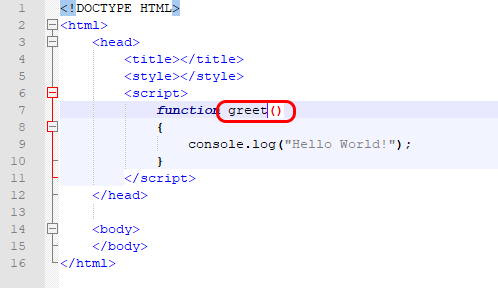 1 <!DOCTYPE HTML>
2 <html>
3 <head>
4 <title></title>
5 <style></style>
6 <script>
7 function greet()
8 {
9 console.log("Hello World!");
10 }
11 </script>
12 </head>
13
14 <body>
15 </body>
16 </html>